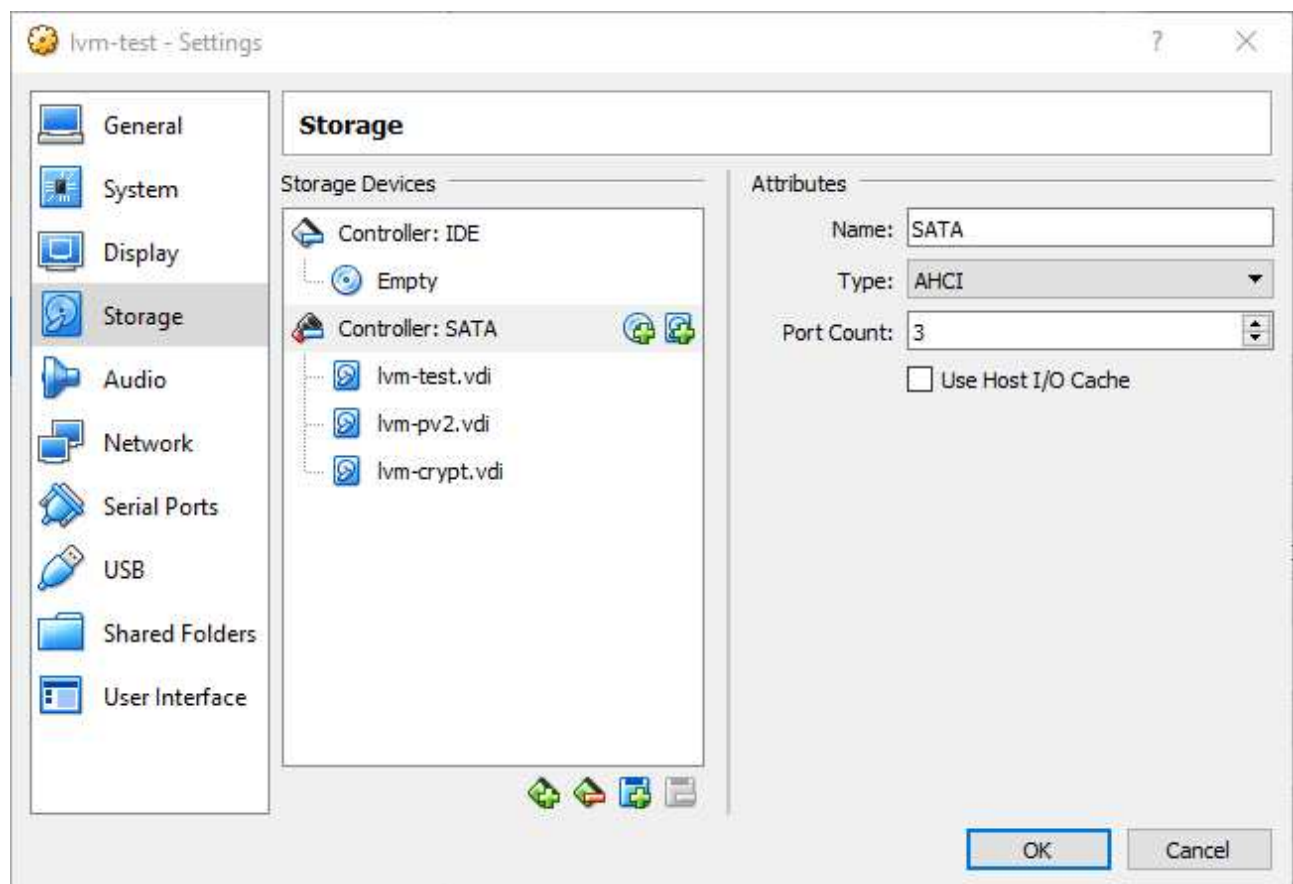 lvm-test - Settings
?
General
System
Display
Storage
Audio
Network
Serial Ports
USB
Shared Folders
User Interface
Storage
Storage Devices
Controller: IDE
Empty
Controller: SATA
lvm-test.vdi
lvm-pv2.vdi
lvm-crypt.vdi
Attributes
Name: SATA
Type: AHCI
Port Count: 3
Use Host I/O Cache
OK
Cancel